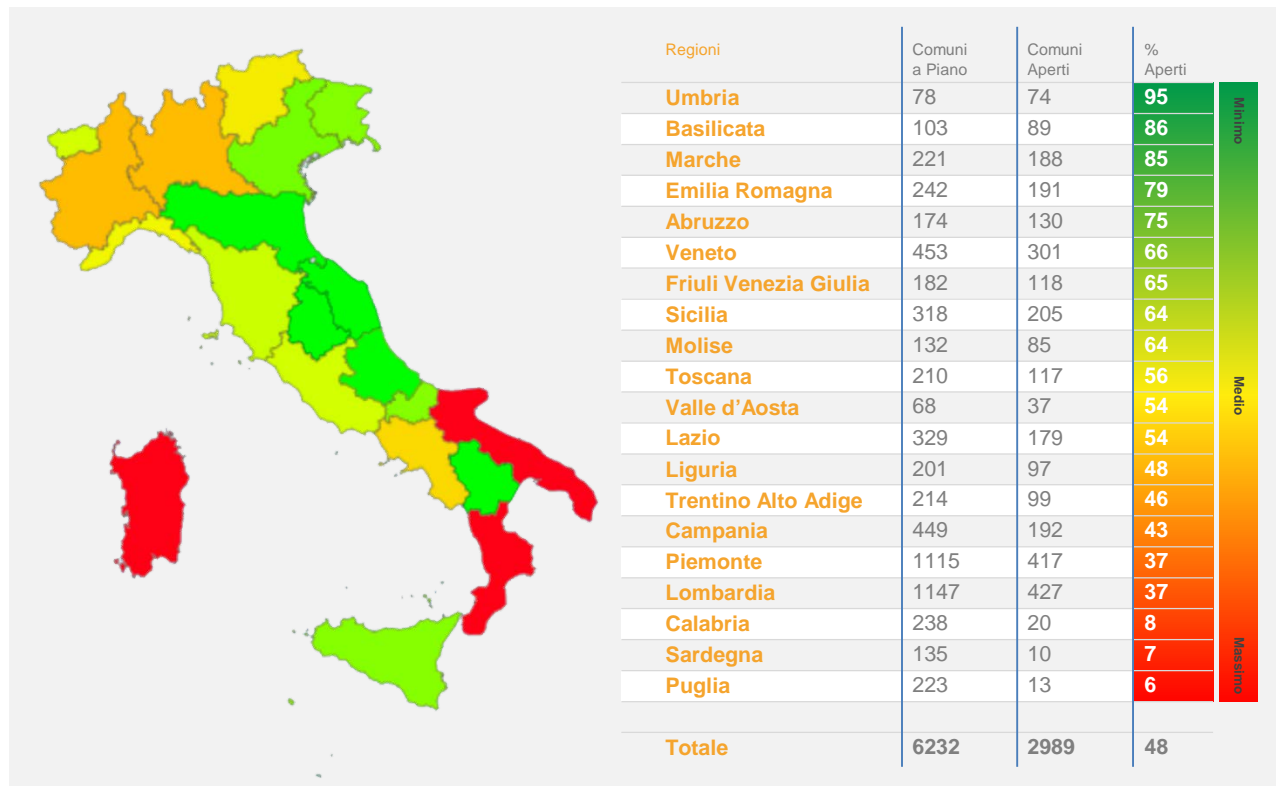 Regioni Comuni a Piano Comuni Aperti % Aperti
Umbria 78 74 95
Basilicata 103 89 86
Marche 221 188 85
Emilia Romagna 242 191 79
Abruzzo 174 130 75
Veneto 453 301 66
Friuli Venezia Giulia 182 118 65
Sicilia 318 205 64
Molise 132 85 64
Toscana 210 117 56
Valle d’Aosta 68 37 54
Lazio 329 179 54
Liguria 201 97 48
Trentino Alto Adige 214 99 46
Campania 449 192 43
Piemonte 1115 417 37
Lombardia 1147 427 37
Calabria 238 20 8
Sardegna 135 10 7
Puglia 223 13 6
Totale 6232 2989 48
Minimo
Medio
Massimo